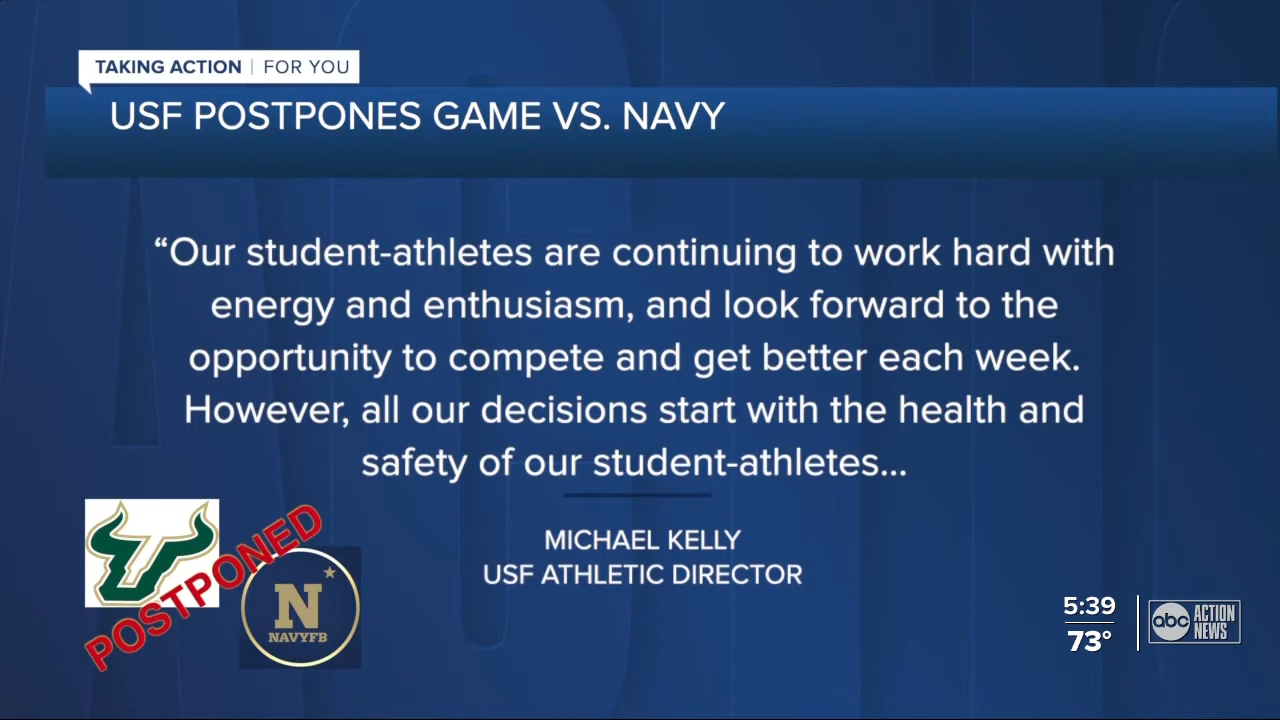 TAKING ACTION | FOR YOU
USF POSTPONES GAME VS. NAVY
“Our student-athletes are continuing to work hard with
energy and enthusiasm, and look forward to the
opportunity to compete and get better each week.
However, all our decisions start with the health and
safety of our student-athletes...
MICHAEL KELLY
USF ATHLETIC DIRECTOR
POSTPONED
N
NAVYFB
5:39
73°
abc ACTION
NEWS